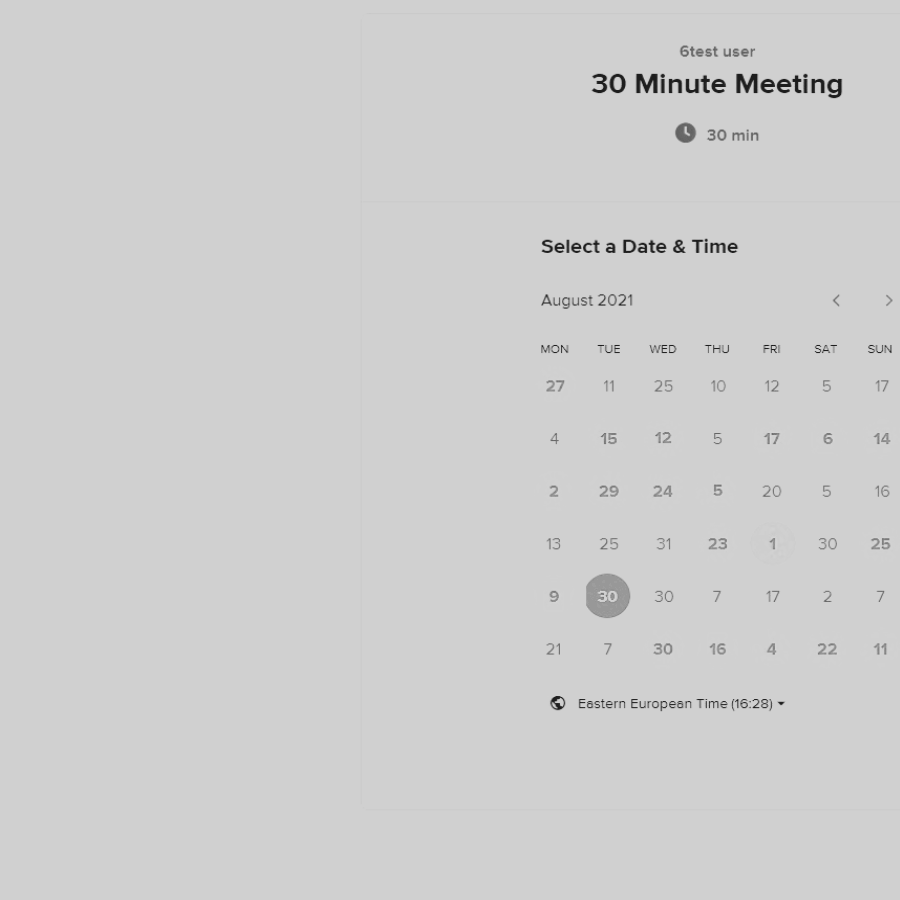 6test user
30 Minute Meeting
30 min
Select a Date & Time
August 2021
MON TUE WED THU FRI SAT SUN
27 11 25 10 12 5 17
4 15 12 5 17 6 14
2 29 24 5 20 5 16
13 25 31 23 1 30 25
9 30 30 7 17 2 7
21 7 30 16 4 22 11
Eastern European Time (16:28)